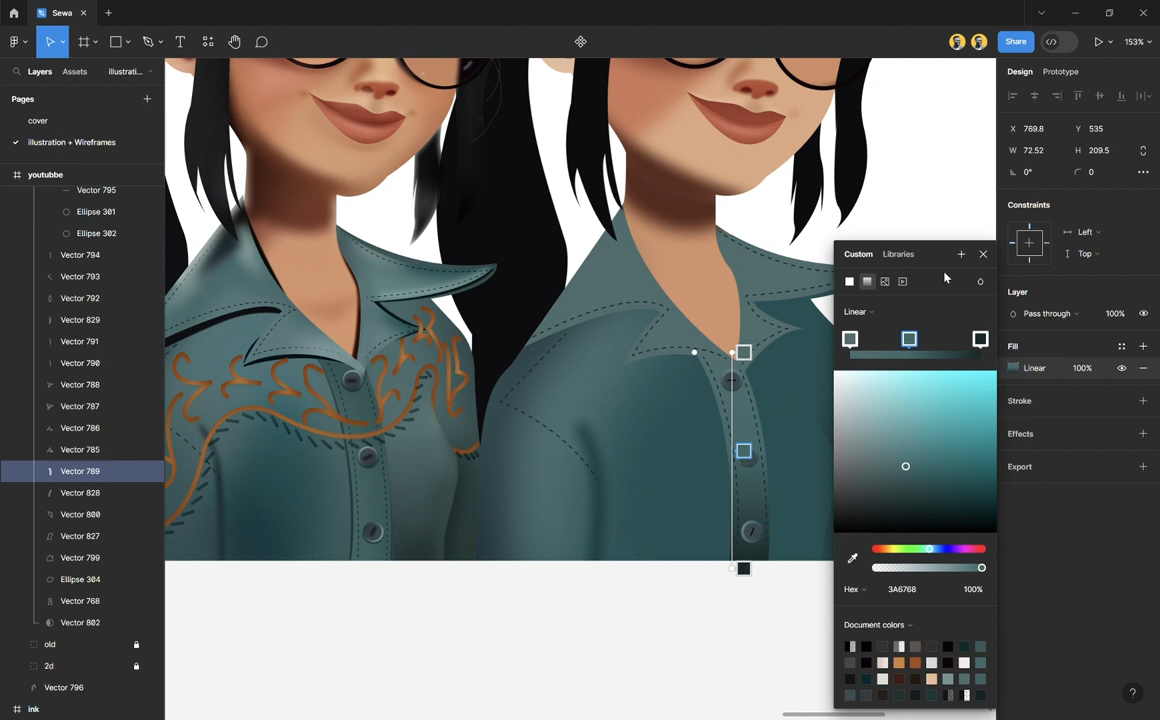 Sewa
Share
153%
Layers
Assets
illustrati...
Design
Prototype
Pages
cover
illustration + Wireframes
youtubbe
Vector 795
Ellipse 301
Ellipse 302
Vector 794
Vector 793
Vector 792
Vector 829
Vector 791
Vector 790
Vector 788
Vector 787
Vector 786
Vector 785
Vector 789
Vector 828
Vector 800
Vector 827
Vector 799
Ellipse 304
Vector 768
Vector 802
old
2d
Vector 796
ink
Custom
Libraries
Linear
Hex
3A6768
100%
Document colors
X 769.8 Y 535
W 72.52 H 209.5
0° 0
Constraints
Left
Top
Layer
Pass through 100%
Fill
Linear 100%
Stroke
Effects
Export
?